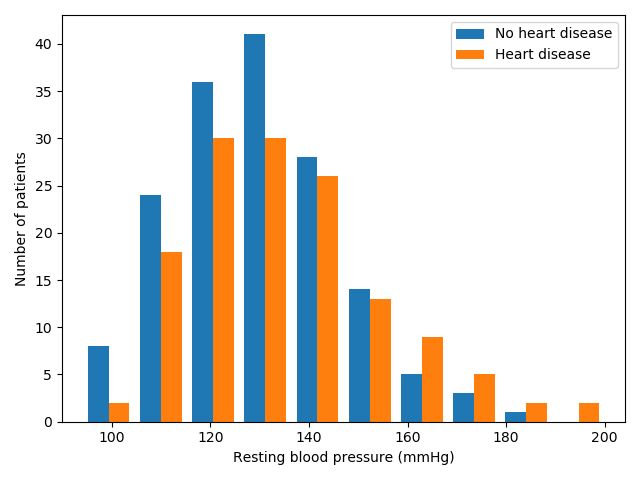 No heart disease
Heart disease
Number of patients
40
35
30
25
20
15
10
5
0
100 120 140 160 180 200
Resting blood pressure (mmHg)